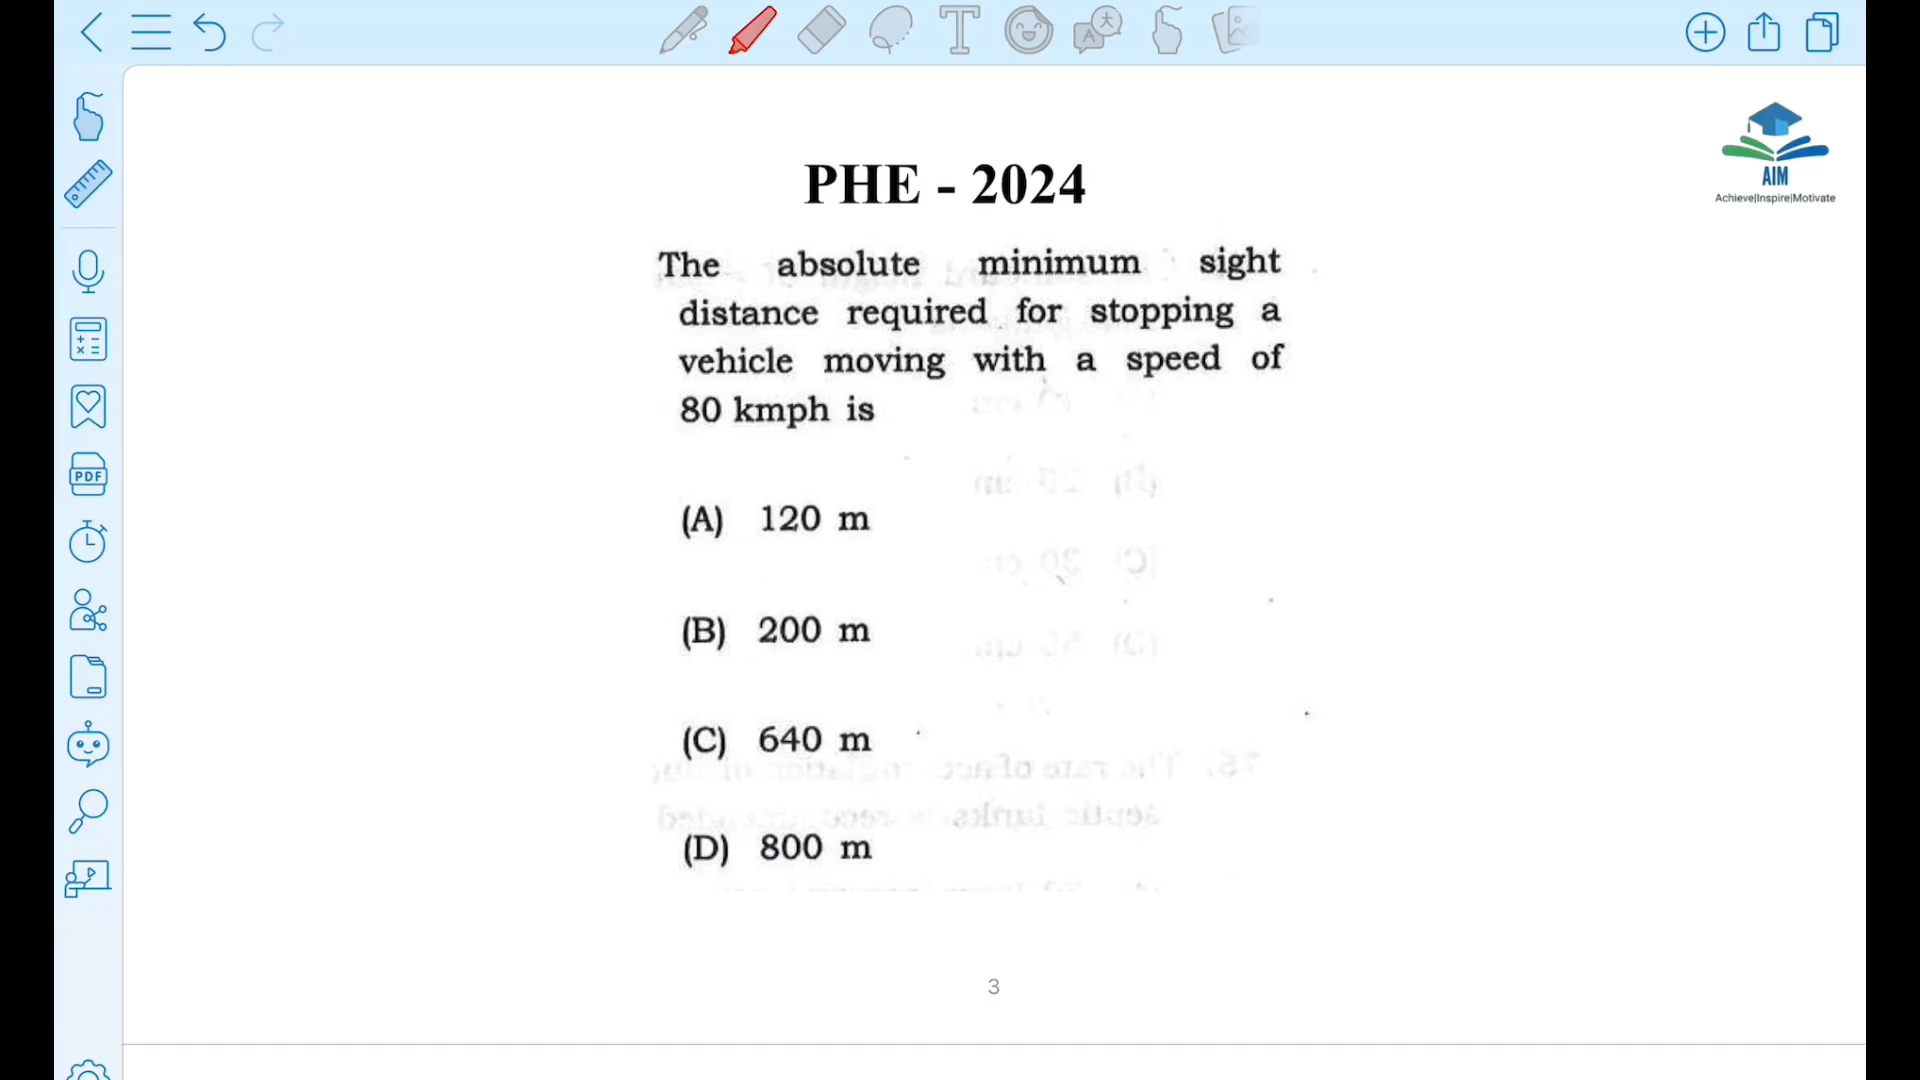 PHE - 2024
AIM
Achieve|Inspire|Motivate
The absolute minimum sight
distance required for stopping a
vehicle moving with a speed of
80 kmph is
(A) 120 m
(B) 200 m
(C) 640 m
(D) 800 m
PDF
3